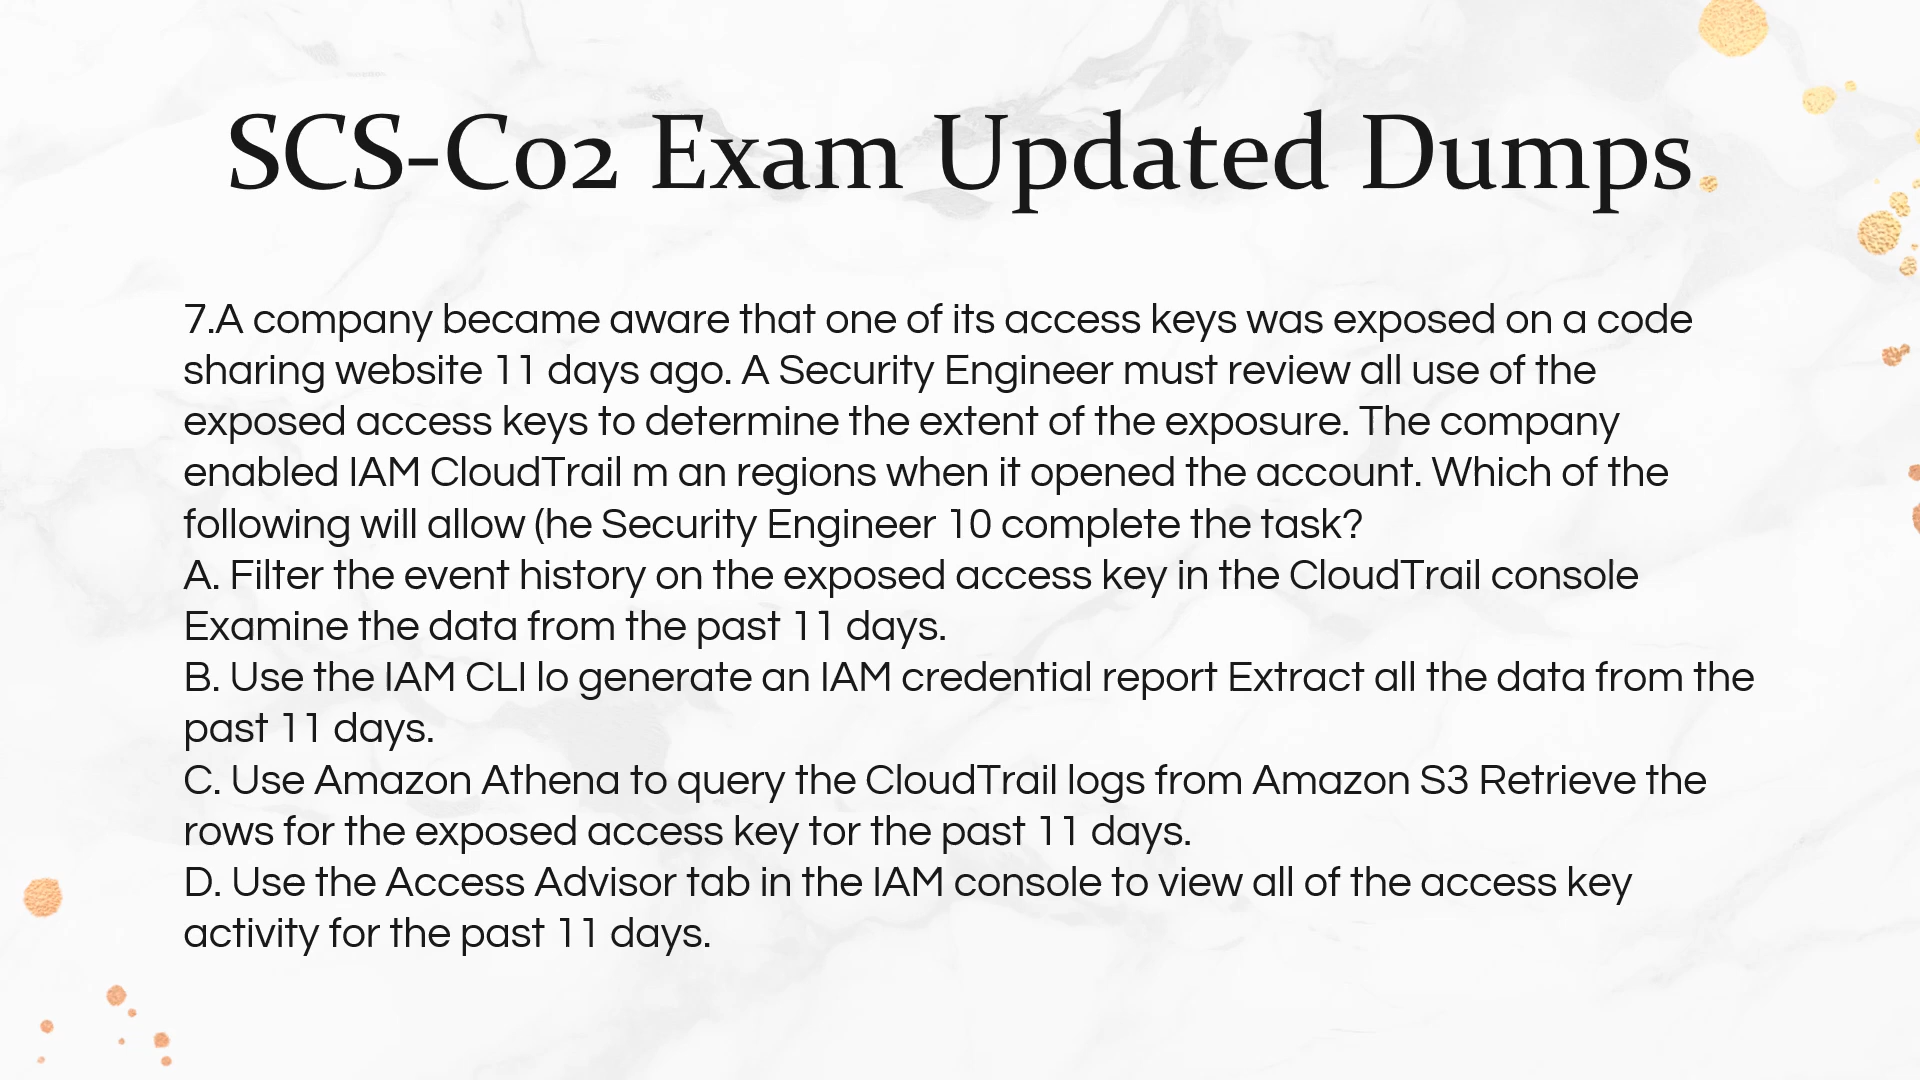 SCS-C02 Exam Updated Dumps
7.A company became aware that one of its access keys was exposed on a code
sharing website 11 days ago. A Security Engineer must review all use of the
exposed access keys to determine the extent of the exposure. The company
enabled IAM CloudTrail m an regions when it opened the account. Which of the
following will allow (he Security Engineer 10 complete the task?
A. Filter the event history on the exposed access key in the CloudTrail console
Examine the data from the past 11 days.
B. Use the IAM CLI lo generate an IAM credential report Extract all the data from the
past 11 days.
C. Use Amazon Athena to query the CloudTrail logs from Amazon S3 Retrieve the
rows for the exposed access key tor the past 11 days.
D. Use the Access Advisor tab in the IAM console to view all of the access key
activity for the past 11 days.